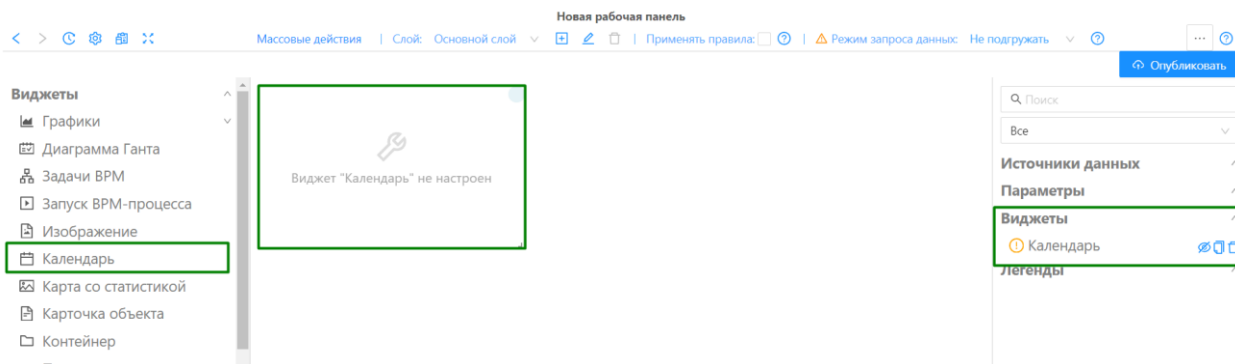 Новая рабочая панель
Массовые действия | Слой: Основной слой | Применять правила: | Режим запроса данных: Не подгружать
Опубликовать
Виджеты
Графики
Диаграмма Ганта
Задачи BPM
Запуск BPM-процесса
Изображение
Календарь
Карта со статистикой
Карточка объекта
Контейнер
Виджет "Календарь" не настроен
Поиск
Все
Источники данных
Параметры
Виджеты
Календарь
Легенды